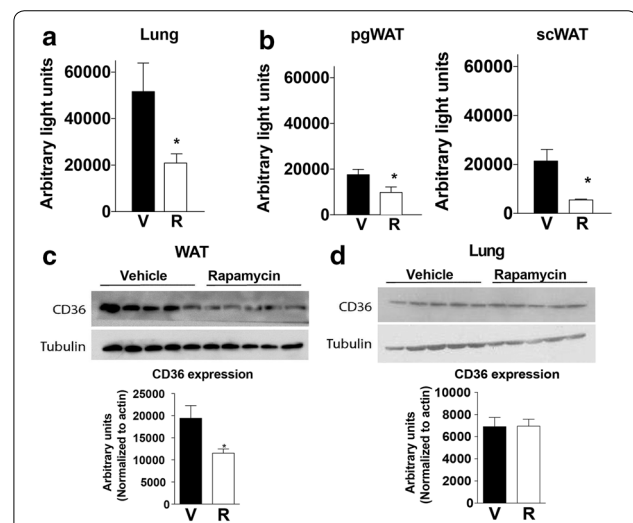 a
Lung
Arbitrary light units
60000
40000
20000
0
*
V R
b
pgWAT
Arbitrary light units
60000
40000
20000
0
*
V R
scWAT
Arbitrary light units
60000
40000
20000
0
*
V R
c
WAT
Vehicle Rapamycin
CD36
Tubulin
CD36 expression
Arbitrary units
(Normalized to actin)
25000
20000
15000
10000
5000
0
*
V R
d
Lung
Vehicle Rapamycin
CD36
Tubulin
CD36 expression
Arbitrary units
(Normalized to actin)
10000
8000
6000
4000
2000
0
V R